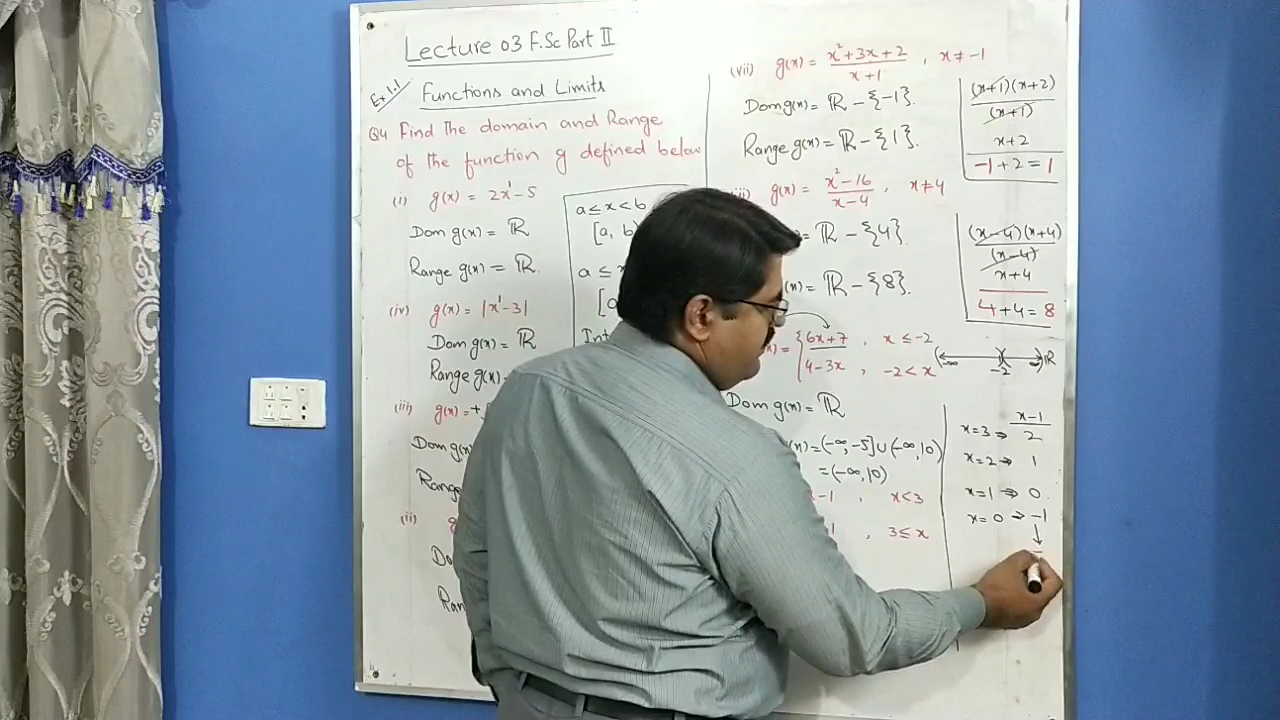 Lecture 03 F.Sc Part II
Ex 1.1
Functions and Limits
Q4 Find The domain and Range
of the function g defined below
(i) g(x) = 2x¹-5
Dom g(x) = ℝ
Range g(x) = ℝ.
(iv) g(x) = |x¹-3|
Dom g(x) = ℝ
Range g(x)
(iii) g(x) = +
Dom g(x)
Range
(ii)
a ≤ x < b
[a, b)
a ≤
(vii) g(x) = x²+3x+2 / x+1 , x ≠ -1
Dom g(x) = ℝ - {-1}.
Range g(x) = ℝ - {1}.
g(x) = x²-16 / x-4 , x ≠ 4
= ℝ - {4}.
(x) = ℝ - {8}.
= { 6x+7 , x ≤ -2
4-3x , -2 < x
Dom g(x) = ℝ
(x) = (-∞, -5] ∪ (-∞, 10)
= (-∞, 10)
-1 , x < 3
, 3 ≤ x
(x+1)(x+2)
(x+1)
x+2
-1+2 = 1
(x-4)(x+4)
(x-4)
x+4
4+4 = 8
-∞ -2 ∞ ℝ
x-1
x=3 ⇒ 2
x=2 ⇒ 1
x=1 ⇒ 0
x=0 ⇒ -1